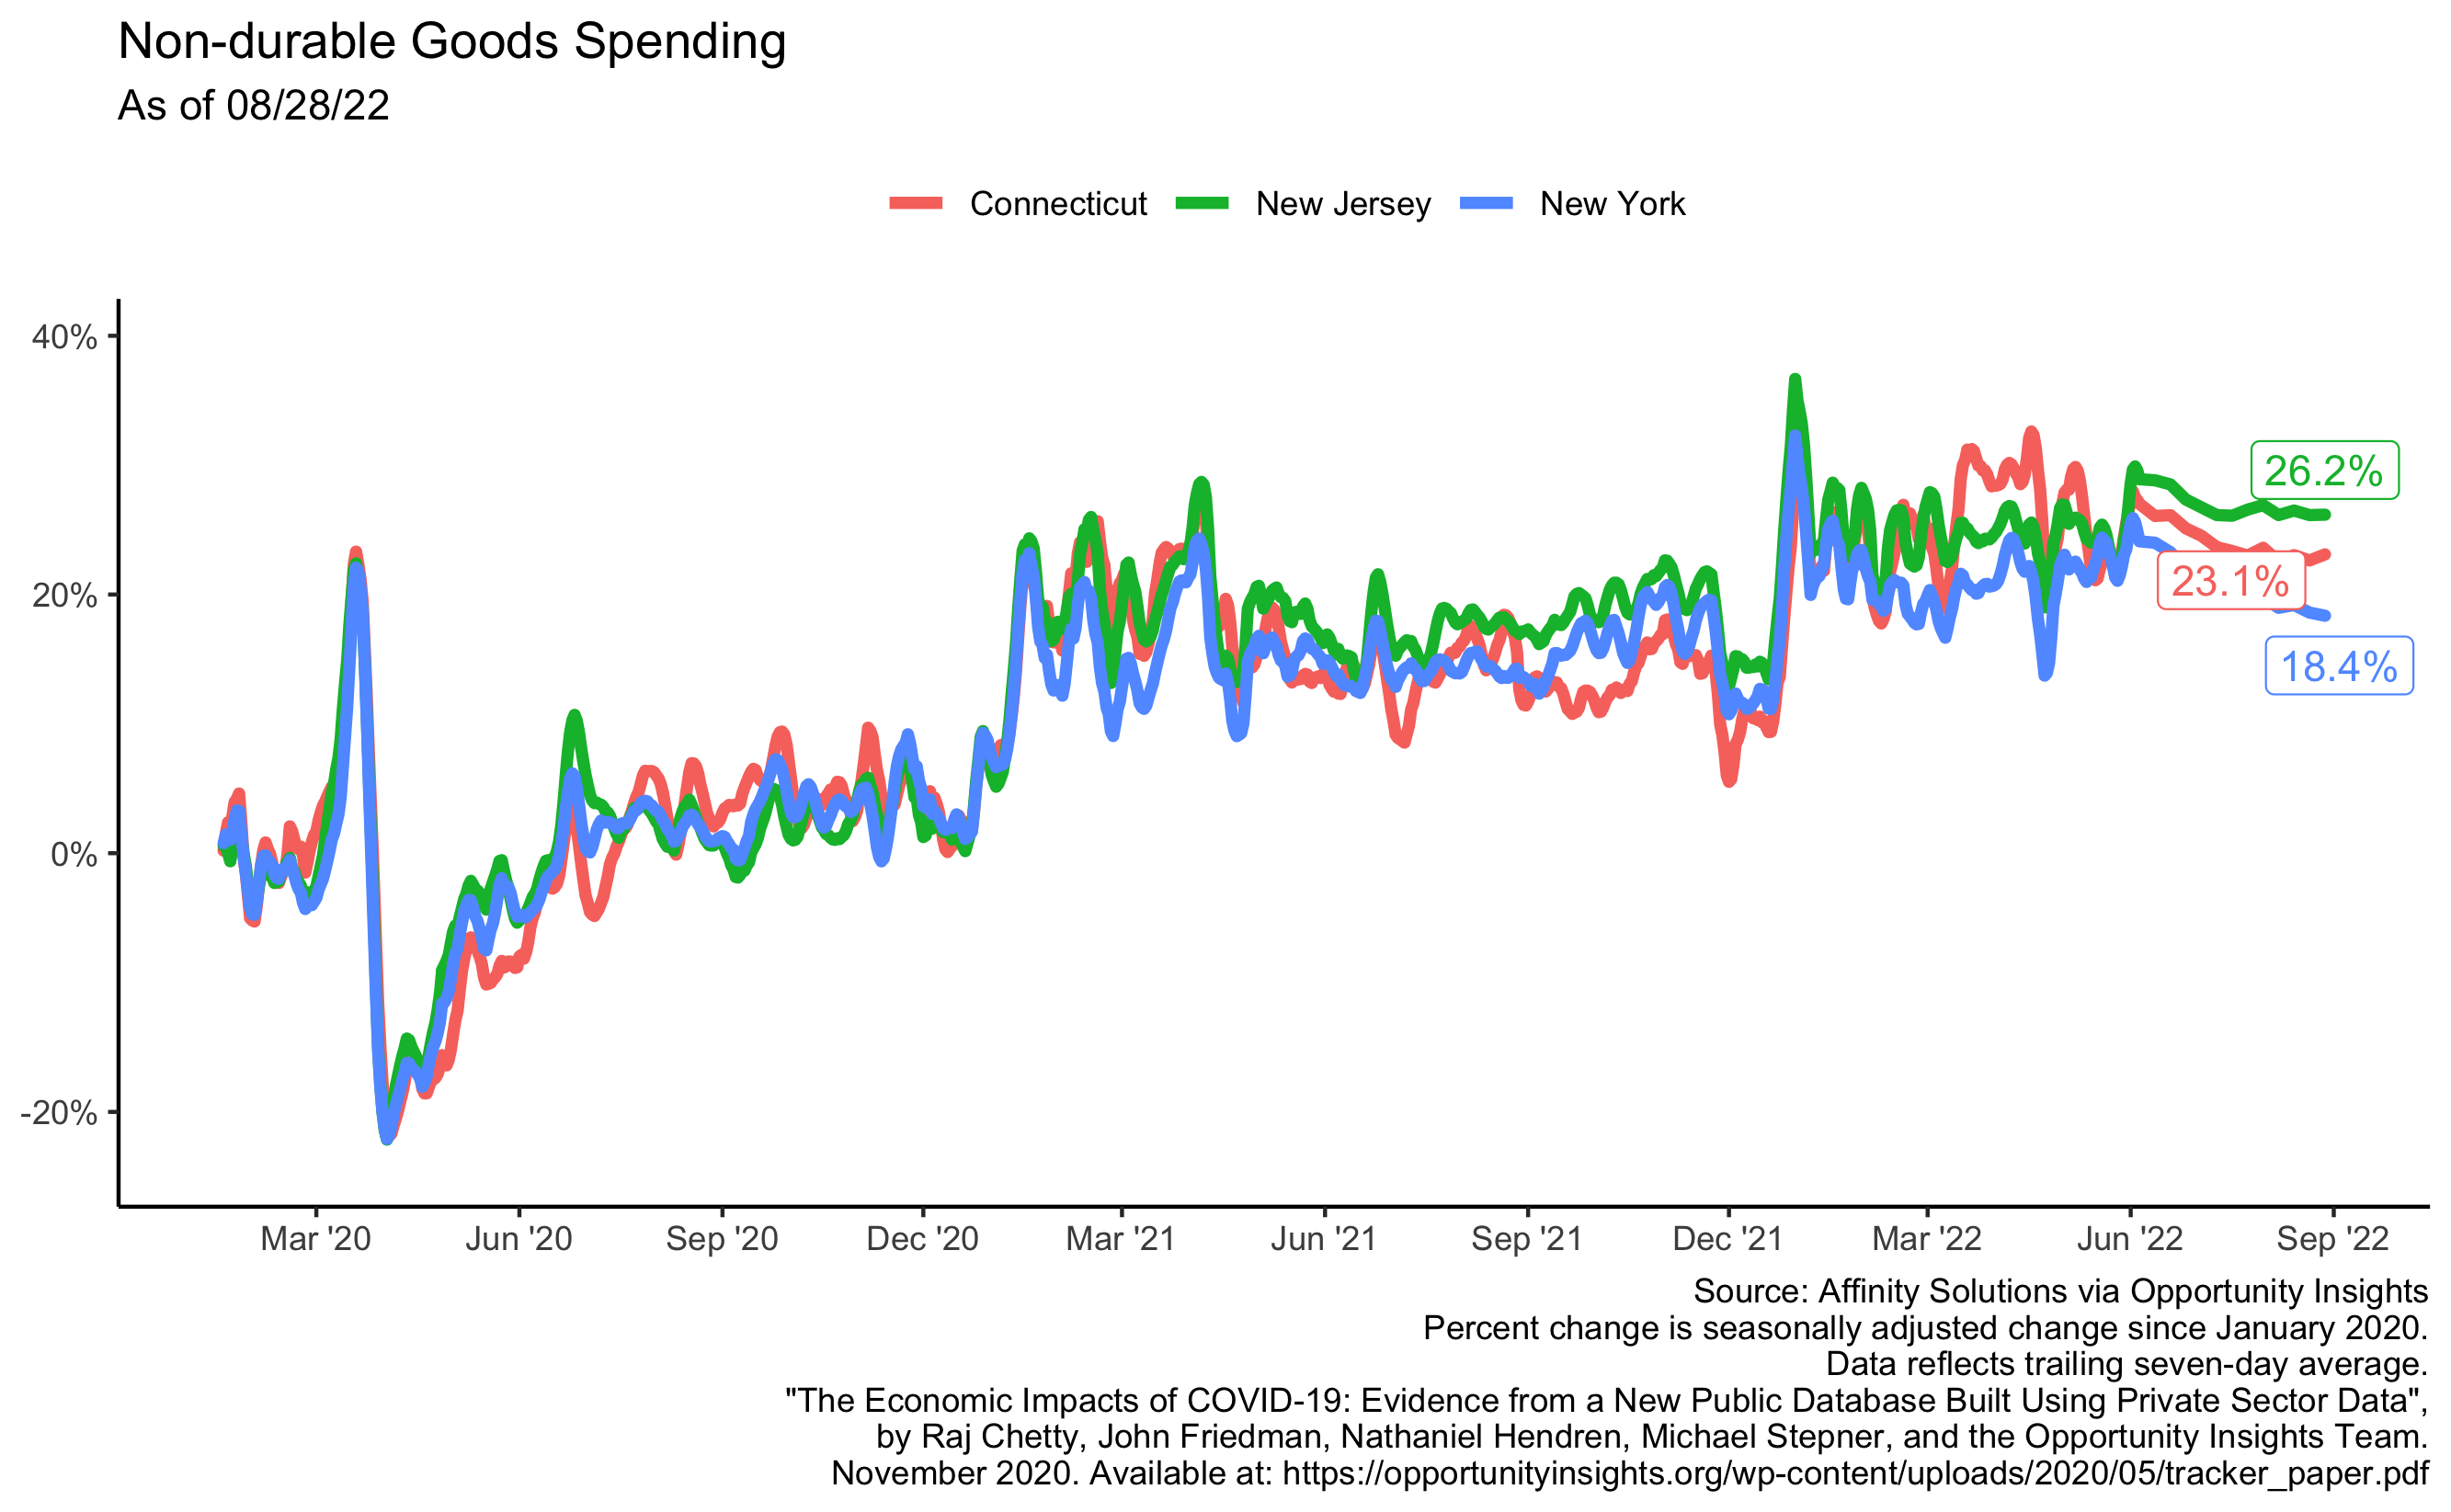 Non-durable Goods Spending
As of 08/28/22
Connecticut New Jersey New York
40%
20%
0%
-20%
26.2%
23.1%
18.4%
Mar '20 Jun '20 Sep '20 Dec '20 Mar '21 Jun '21 Sep '21 Dec '21 Mar '22 Jun '22 Sep '22
Source: Affinity Solutions via Opportunity Insights
Percent change is seasonally adjusted change since January 2020.
Data reflects trailing seven-day average.
"The Economic Impacts of COVID-19: Evidence from a New Public Database Built Using Private Sector Data",
by Raj Chetty, John Friedman, Nathaniel Hendren, Michael Stepner, and the Opportunity Insights Team.
November 2020. Available at: https://opportunityinsights.org/wp-content/uploads/2020/05/tracker_paper.pdf